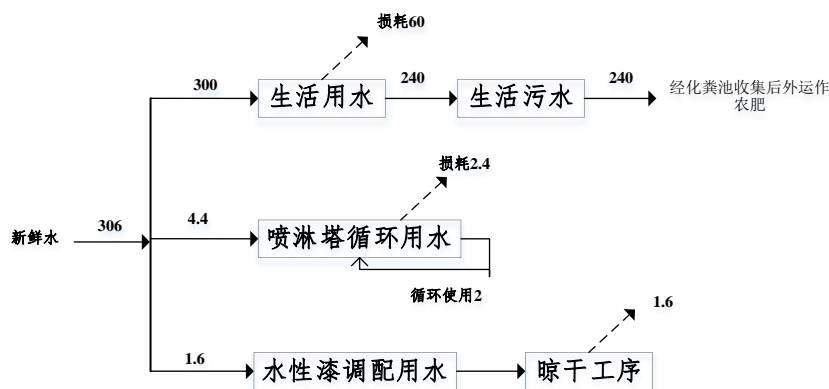 损耗60
300
生活用水
240
生活污水
240
经化粪池收集后外运作
农肥
损耗2.4
新鲜水
306
4.4
喷淋塔循环用水
循环使用2
1.6
1.6
水性漆调配用水
晾干工序